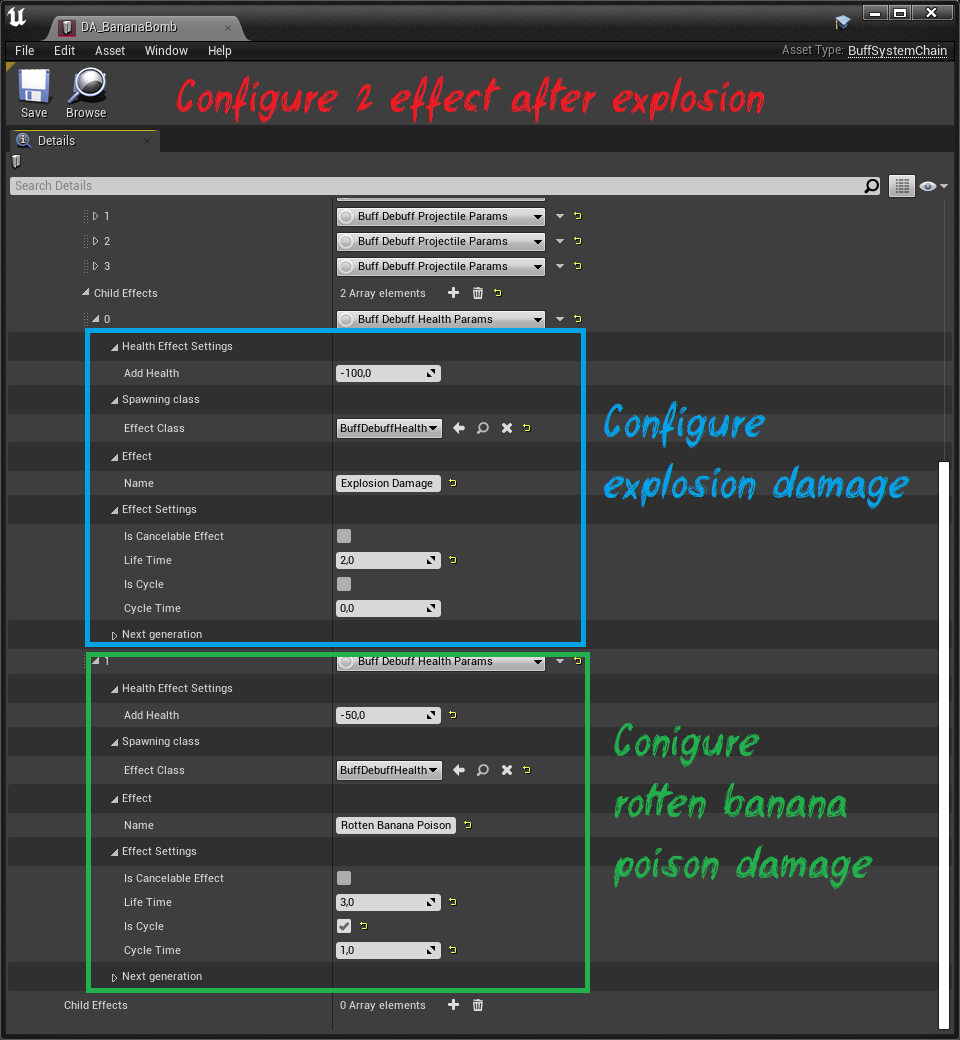 DA_BananaBomb
File Edit Asset Window Help Asset Type: BuffSystemChain
Save Browse
Configure 2 effect after explosion
Details
Search Details
1 Buff Debuff Projectile Params
2 Buff Debuff Projectile Params
3 Buff Debuff Projectile Params
Child Effects 2 Array elements
0 Buff Debuff Health Params
Health Effect Settings
Add Health -100,0
Spawning class
Effect Class BuffDebuffHealth
Effect
Name Explosion Damage
Effect Settings
Is Cancelable Effect
Life Time 2,0
Is Cycle
Cycle Time 0,0
Next generation
Configure
explosion damage
1 Buff Debuff Health Params
Health Effect Settings
Add Health -50,0
Spawning class
Effect Class BuffDebuffHealth
Effect
Name Rotten Banana Poison
Effect Settings
Is Cancelable Effect
Life Time 3,0
Is Cycle
Cycle Time 1,0
Next generation
Conigure
rotten banana
poison damage
Child Effects 0 Array elements